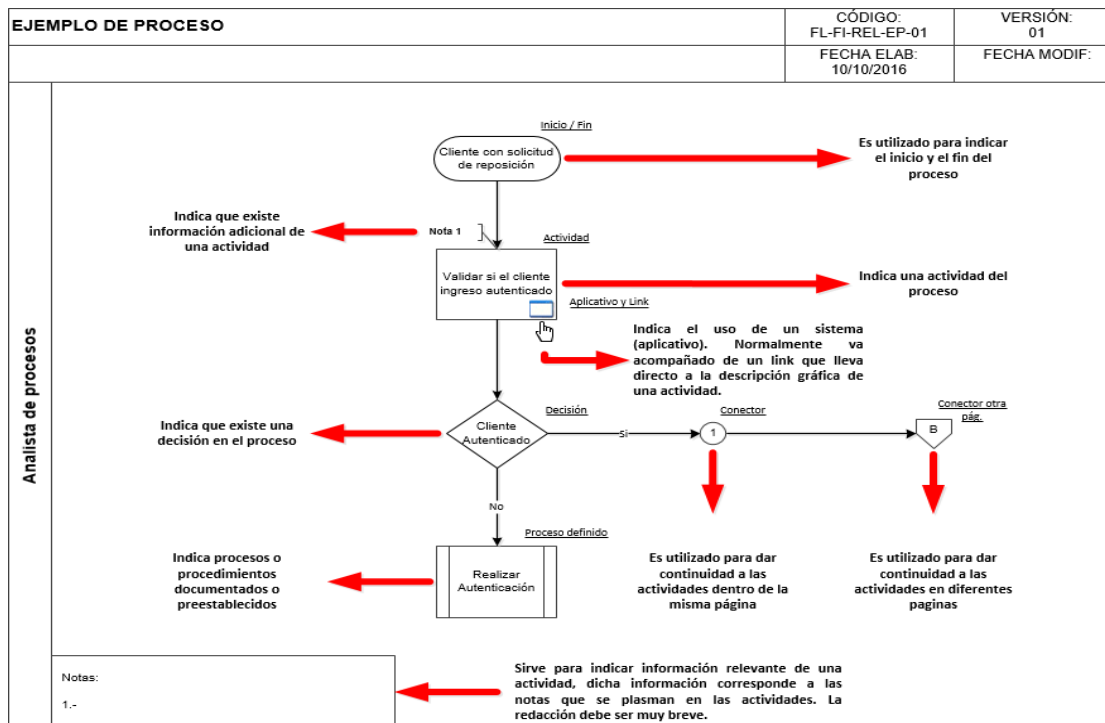 EJEMPLO DE PROCESO
CÓDIGO:
FL-FI-REL-EP-01
VERSIÓN:
01
FECHA ELAB:
10/10/2016
FECHA MODIF:
Analista de procesos
Inicio / Fin
Cliente con solicitud
de reposición
Es utilizado para indicar
el inicio y el fin del
proceso
Indica que existe
información adicional de
una actividad
Nota 1
Actividad
Validar si el cliente
ingreso autenticado
Indica una actividad del
proceso
Aplicativo y Link
Indica el uso de un sistema
(aplicativo). Normalmente va
acompañado de un link que lleva
directo a la descripción gráfica de
una actividad.
Indica que existe una
decisión en el proceso
Decisión
Cliente
Autenticado
Si
Conector
1
Conector otra
pág.
B
No
Proceso definido
Realizar
Autenticación
Indica procesos o
procedimientos
documentados o
preestablecidos
Es utilizado para dar
continuidad a las
actividades dentro de la
misma página
Es utilizado para dar
continuidad a las
actividades en diferentes
paginas
Notas:
1.-
Sirve para indicar información relevante de una
actividad, dicha información corresponde a las
notas que se plasman en las actividades. La
redacción debe ser muy breve.